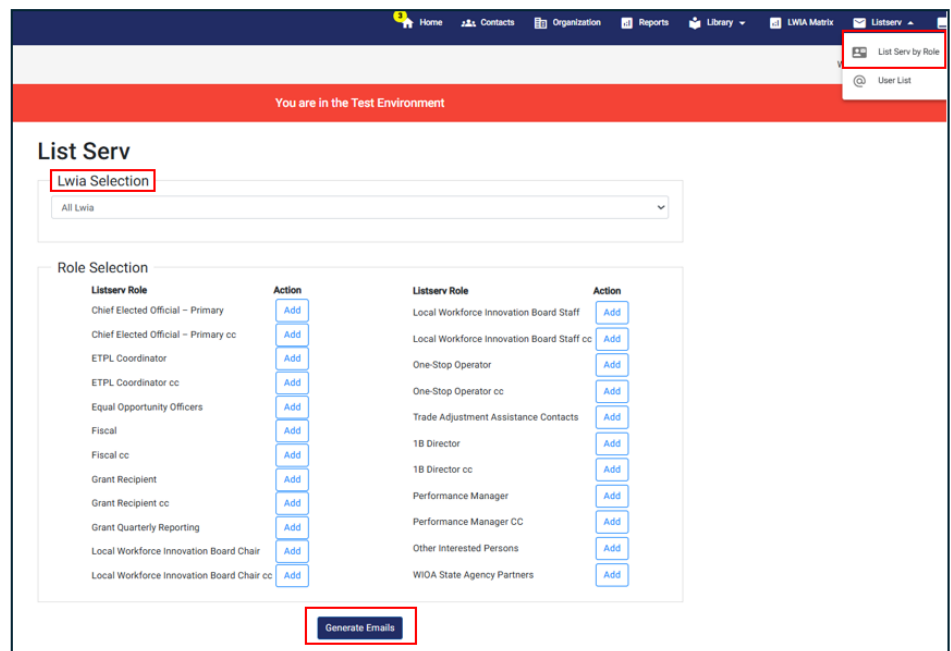 3
Home Contacts Organization Reports Library LWIA Matrix Listserv
List Serv by Role
User List
You are in the Test Environment
List Serv
Lwia Selection
All Lwia
Role Selection
Listserv Role Action
Chief Elected Official – Primary Add
Chief Elected Official – Primary cc Add
ETPL Coordinator Add
ETPL Coordinator cc Add
Equal Opportunity Officers Add
Fiscal Add
Fiscal cc Add
Grant Recipient Add
Grant Recipient cc Add
Grant Quarterly Reporting Add
Local Workforce Innovation Board Chair Add
Local Workforce Innovation Board Chair cc Add
Listserv Role Action
Local Workforce Innovation Board Staff Add
Local Workforce Innovation Board Staff cc Add
One-Stop Operator Add
One-Stop Operator cc Add
Trade Adjustment Assistance Contacts Add
1B Director Add
1B Director cc Add
Performance Manager Add
Performance Manager CC Add
Other Interested Persons Add
WIOA State Agency Partners Add
Generate Emails